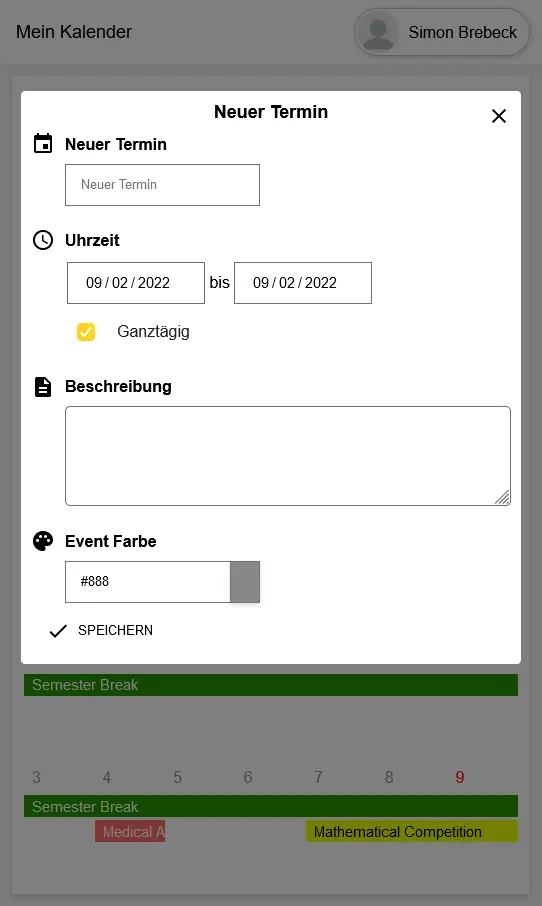 Mein Kalender
Simon Brebeck
Neuer Termin
Neuer Termin
Neuer Termin
Uhrzeit
09 / 02 / 2022 bis 09 / 02 / 2022
Ganztägig
Beschreibung
Event Farbe
#888
SPEICHERN
Semester Break
3 4 5 6 7 8 9
Semester Break
Medical A Mathematical Competition